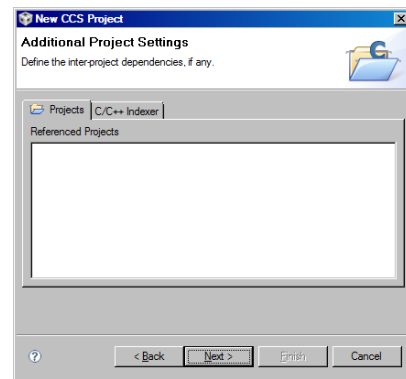 New CCS Project
Additional Project Settings
Define the inter-project dependencies, if any.
Projects
C/C++ Indexer
Referenced Projects
< Back
Next >
Finish
Cancel